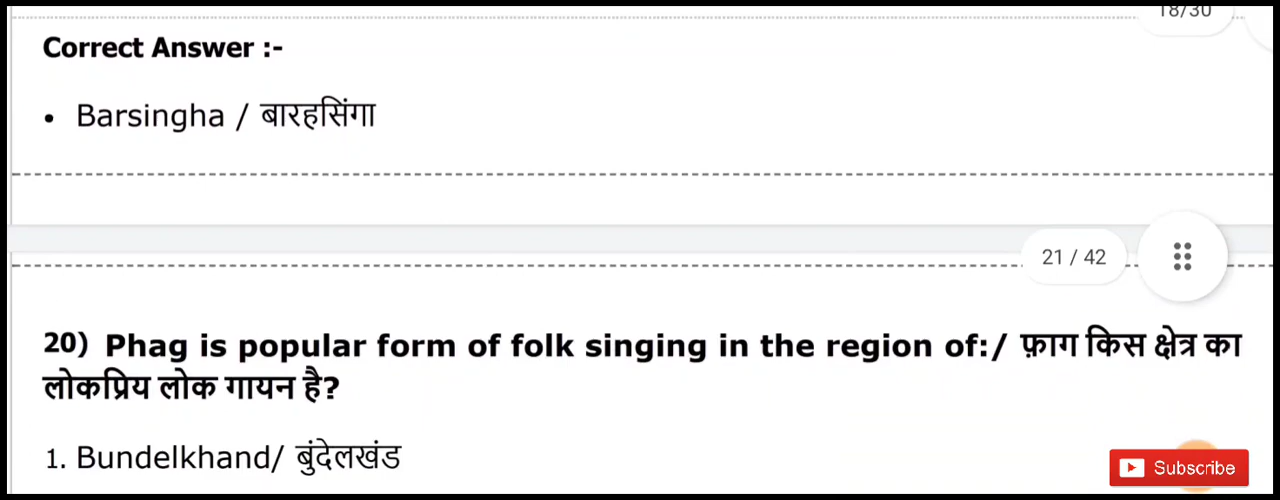 18/30
Correct Answer :-
• Barsingha / बारहसिंगा
21 / 42
20) Phag is popular form of folk singing in the region of:/ फ़ाग किस क्षेत्र का
लोकप्रिय लोक गायन है?
1. Bundelkhand/ बुंदेलखंड
Subscribe